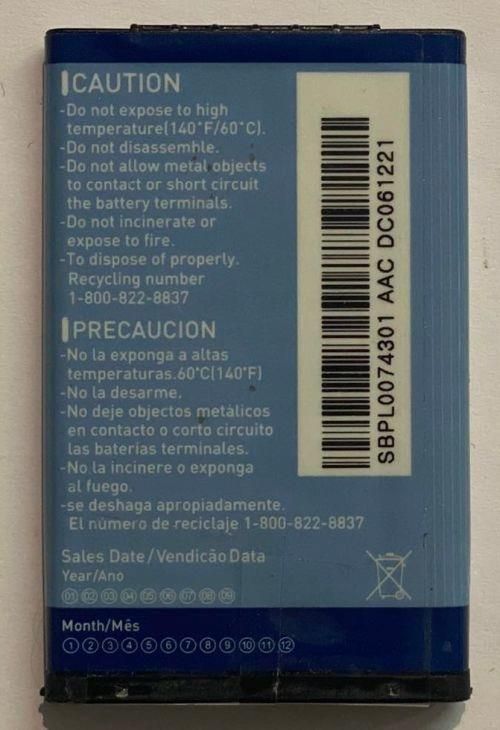 CAUTION
-Do not expose to high
temperature(140°F/60°C).
-Do not disassemble.
-Do not allow metal objects
to contact or short circuit
the battery terminals.
-Do not incinerate or
expose to fire.
-To dispose of properly.
Recycling number
1-800-822-8837
PRECAUCION
-No la exponga a altas
temperaturas.60°C(140°F)
-No la desarme.
-No deje objectos metálicos
en contacto o corto circuito
las baterías terminales.
-No la incinere o exponga
al fuego.
-se deshaga apropiadamente.
El número de reciclaje 1-800-822-8837
Sales Date/Vendicão Data
Year/Ano
01 02 03 04 05 06 07 08 09
Month/Mês
1 2 3 4 5 6 7 8 9 10 11 12
SBPL0074301 AAC DC061221